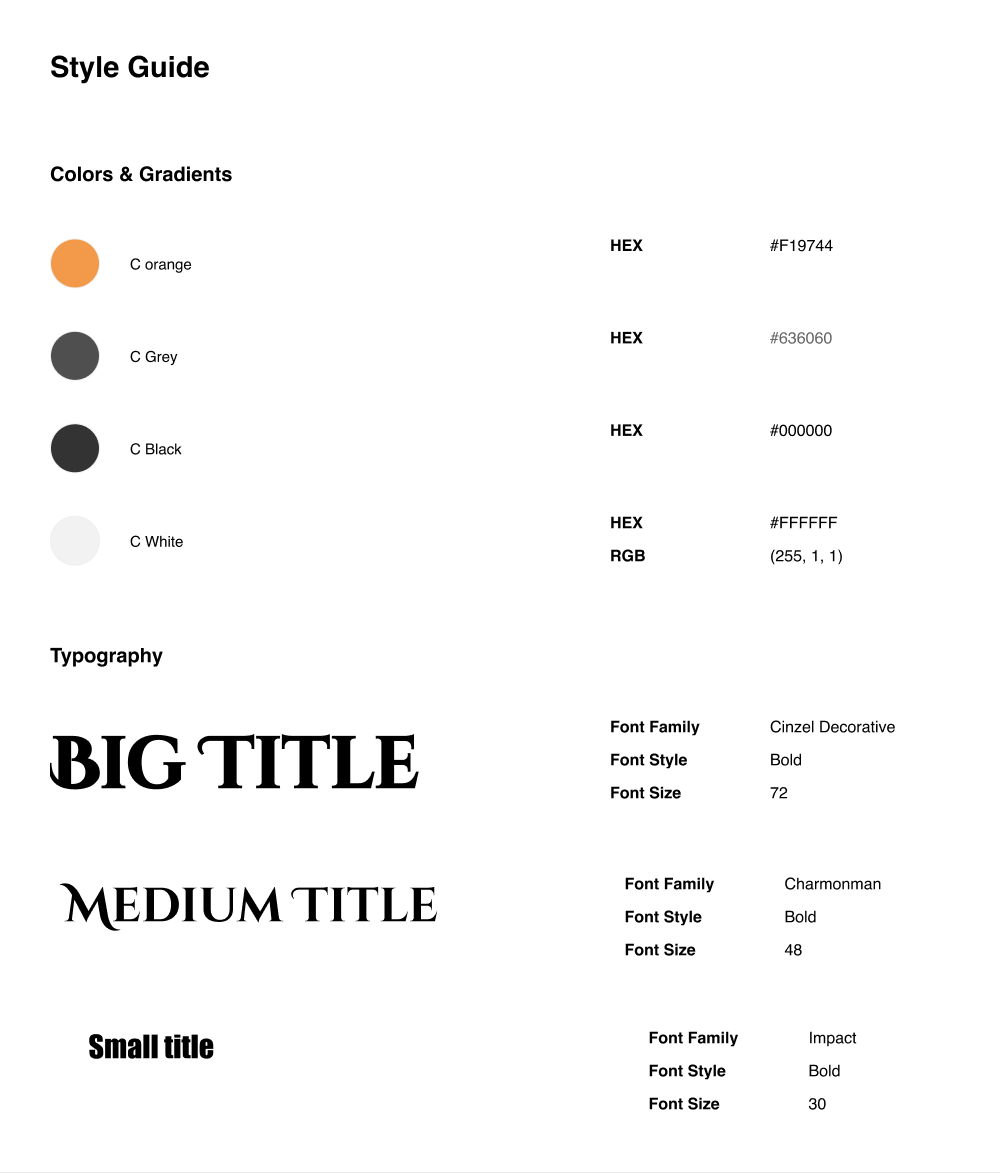 Style Guide
Colors & Gradients
C orange
HEX #F19744
C Grey
HEX #636060
C Black
HEX #000000
C White
HEX #FFFFFF
RGB (255, 1, 1)
Typography
BIG TITLE
Font Family Cinzel Decorative
Font Style Bold
Font Size 72
MEDIUM TITLE
Font Family Charmonman
Font Style Bold
Font Size 48
Small title
Font Family Impact
Font Style Bold
Font Size 30